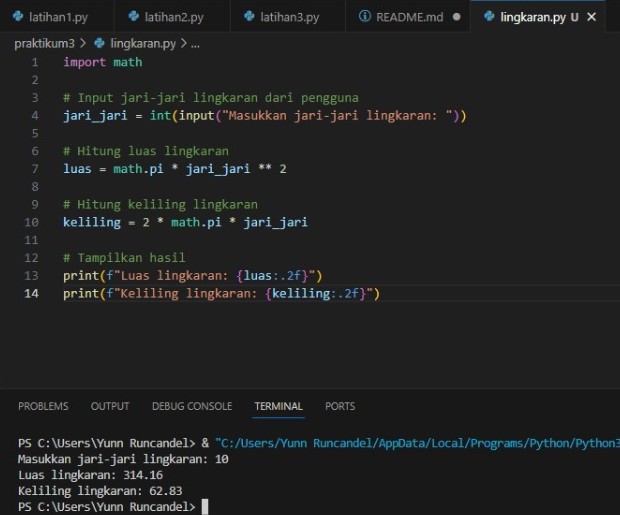 latihan1.py latihan2.py latihan3.py README.md lingkaran.py U
praktikum3 > lingkaran.py > ...
1 import math
2
3 # Input jari-jari lingkaran dari pengguna
4 jari_jari = int(input("Masukkan jari-jari lingkaran: "))
5
6 # Hitung luas lingkaran
7 luas = math.pi * jari_jari ** 2
8
9 # Hitung keliling lingkaran
10 keliling = 2 * math.pi * jari_jari
11
12 # Tampilkan hasil
13 print(f"Luas lingkaran: {luas:.2f}")
14 print(f"Keliling lingkaran: {keliling:.2f}")
PROBLEMS OUTPUT DEBUG CONSOLE TERMINAL PORTS
PS C:\Users\Yunn Runcandel> & "C:/Users/Yunn Runcandel/AppData/Local/Programs/Python/Python3
Masukkan jari-jari lingkaran: 10
Luas lingkaran: 314.16
Keliling lingkaran: 62.83
PS C:\Users\Yunn Runcandel>